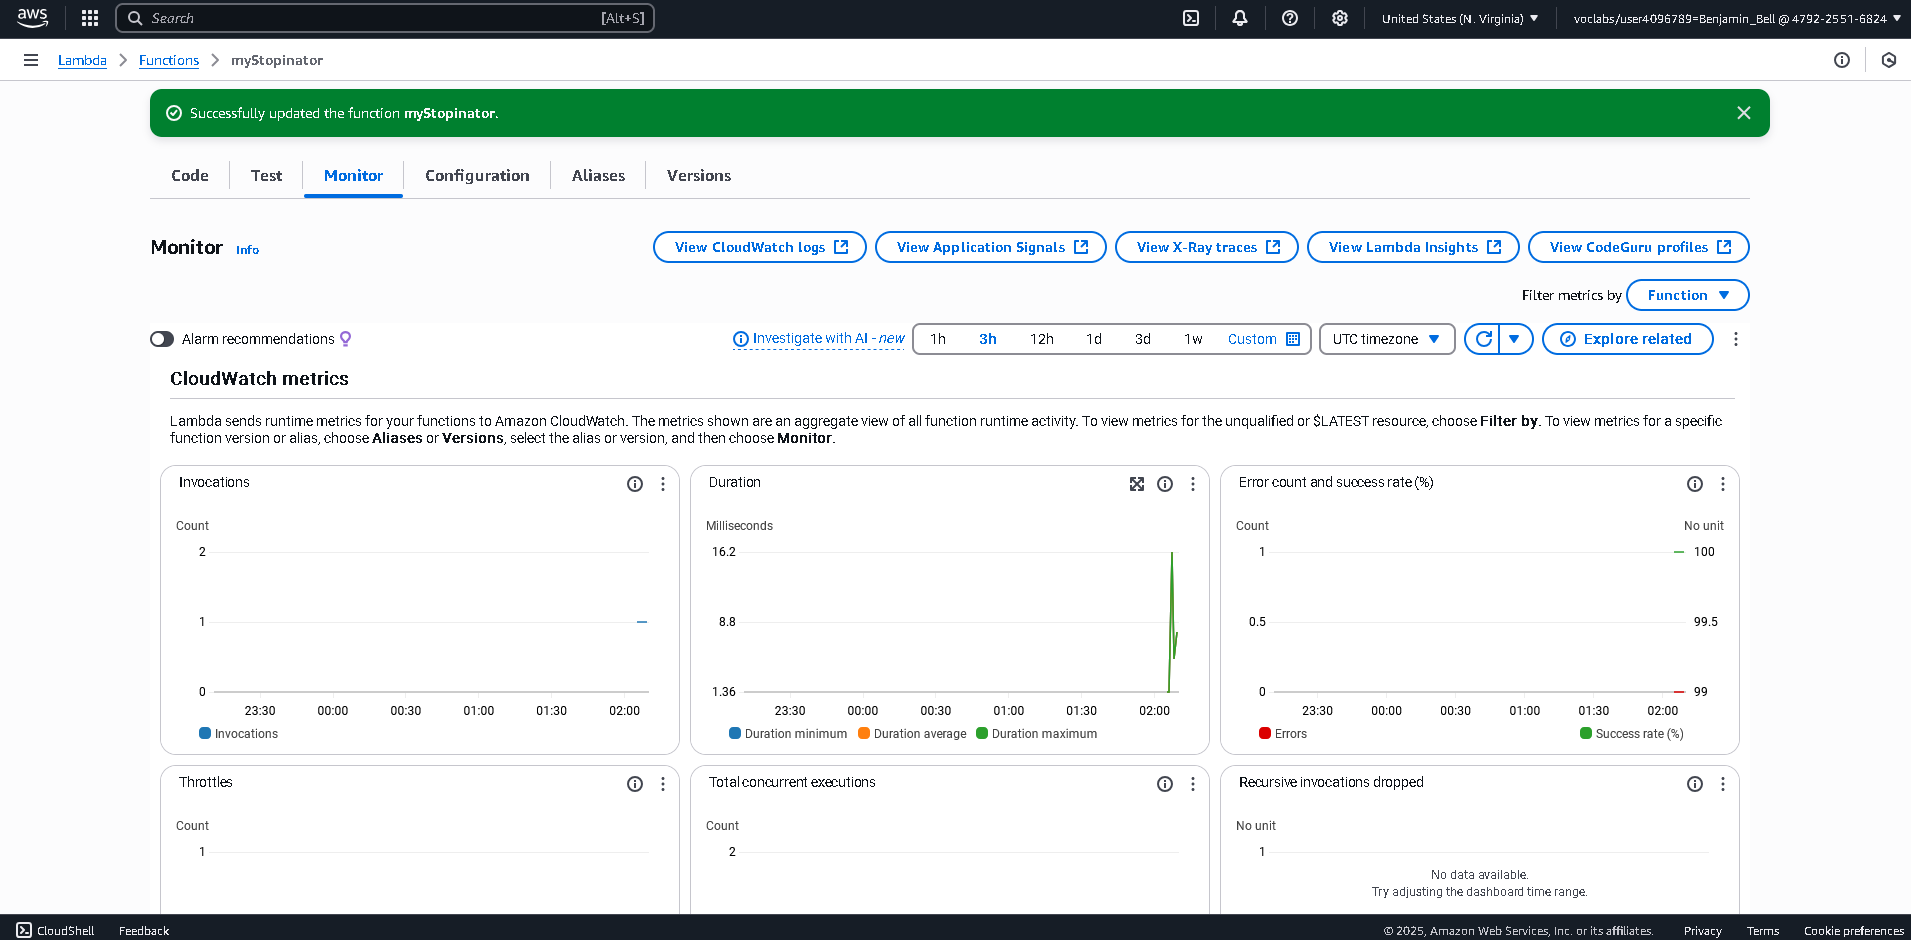 aws
Search [Alt+S]
United States (N. Virginia)
voclabs/user4096789=Benjamin_Bell @ 4792-2551-6824
Lambda
Functions
myStopinator
Successfully updated the function myStopinator.
Code
Test
Monitor
Configuration
Aliases
Versions
Monitor Info
View CloudWatch logs
View Application Signals
View X-Ray traces
View Lambda Insights
View CodeGuru profiles
Filter metrics by
Function
Alarm recommendations
Investigate with AI - new
1h
3h
12h
1d
3d
1w
Custom
UTC timezone
Explore related
CloudWatch metrics
Lambda sends runtime metrics for your functions to Amazon CloudWatch. The metrics shown are an aggregate view of all function runtime activity. To view metrics for the unqualified or $LATEST resource, choose Filter by. To view metrics for a specific
function version or alias, choose Aliases or Versions, select the alias or version, and then choose Monitor.
Invocations
Count
2
1
0
23:30 00:00 00:30 01:00 01:30 02:00
Invocations
Duration
Milliseconds
16.2
8.8
1.36
23:30 00:00 00:30 01:00 01:30 02:00
Duration minimum Duration average Duration maximum
Error count and success rate (%)
Count No unit
1 100
0.5 99.5
0 99
23:30 00:00 00:30 01:00 01:30 02:00
Errors Success rate (%)
Throttles
Count
1
Total concurrent executions
Count
2
Recursive invocations dropped
No unit
1
No data available.
Try adjusting the dashboard time range.
CloudShell
Feedback
© 2025, Amazon Web Services, Inc. or its affiliates.
Privacy
Terms
Cookie preferences